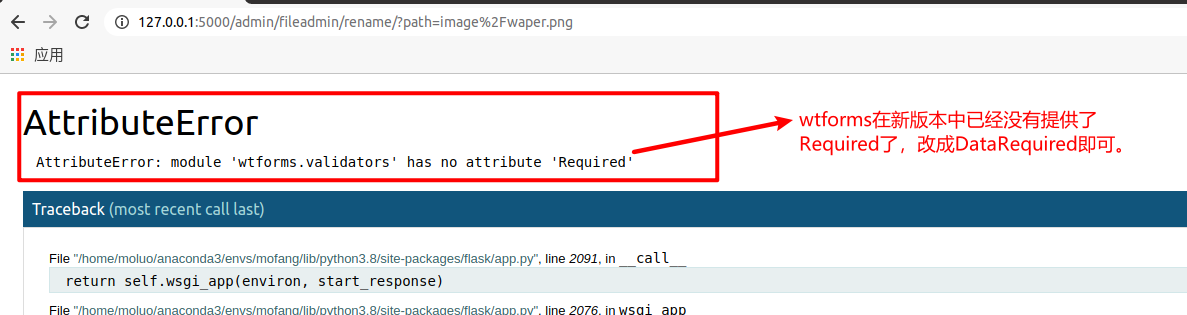 127.0.0.1:5000/admin/fileadmin/rename/?path=image%2Fwaper.png
应用
AttributeError
AttributeError: module 'wtforms.validators' has no attribute 'Required'
wtforms在新版本中已经没有提供了
Required了，改成DataRequired即可。
Traceback (most recent call last)
File "/home/moluo/anaconda3/envs/mofang/lib/python3.8/site-packages/flask/app.py", line 2091, in __call__
return self.wsgi_app(environ, start_response)
File "/home/moluo/anaconda3/envs/mofang/lib/python3.8/site-packages/flask/app.py", line 2076, in wsgi_app